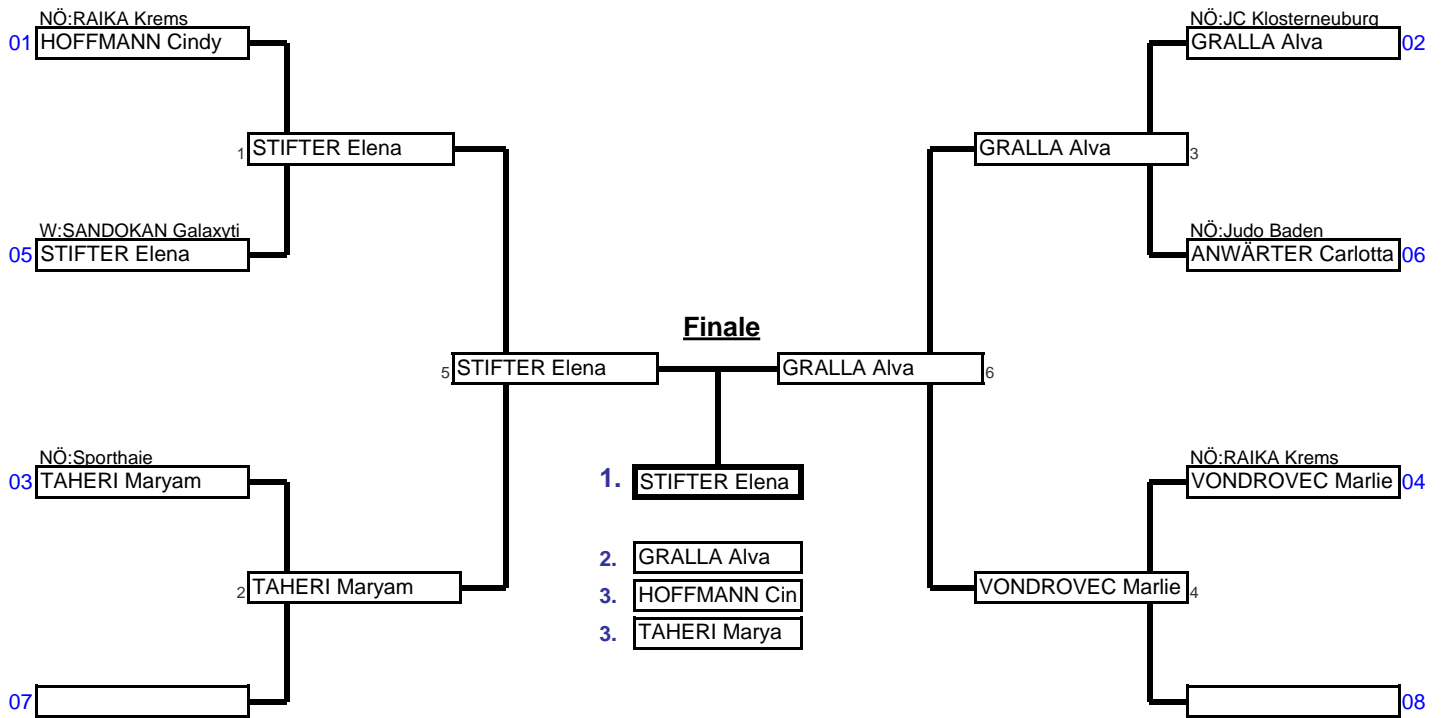 NÖ:RAIKA Krems
01 HOFFMANN Cindy
1 STIFTER Elena
W:SANDOKAN Galaxyti
05 STIFTER Elena
5 STIFTER Elena
NÖ:Sporthaie
03 TAHERI Maryam
2 TAHERI Maryam
07
Finale
1. STIFTER Elena
2. GRALLA Alva
3. HOFFMANN Cin
3. TAHERI Marya
NÖ:JC Klosterneuburg
GRALLA Alva 02
GRALLA Alva 3
NÖ:Judo Baden
ANWÄRTER Carlotta 06
GRALLA Alva 6
NÖ:RAIKA Krems
VONDROVEC Marlie 04
VONDROVEC Marlie 4
08